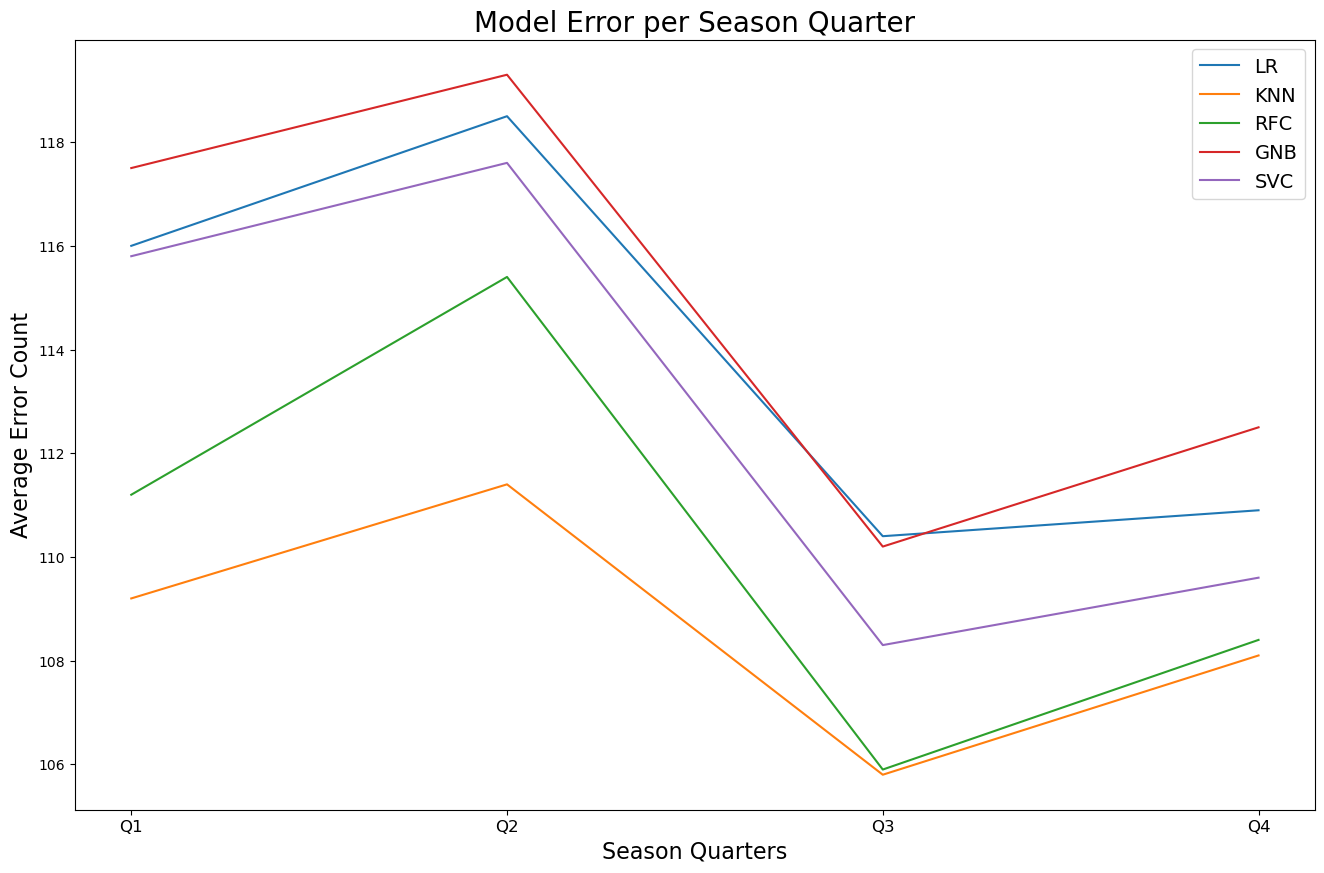 Model Error per Season Quarter
LR
KNN
RFC
GNB
SVC
Average Error Count
118
116
114
112
110
108
106
Q1 Q2 Q3 Q4
Season Quarters